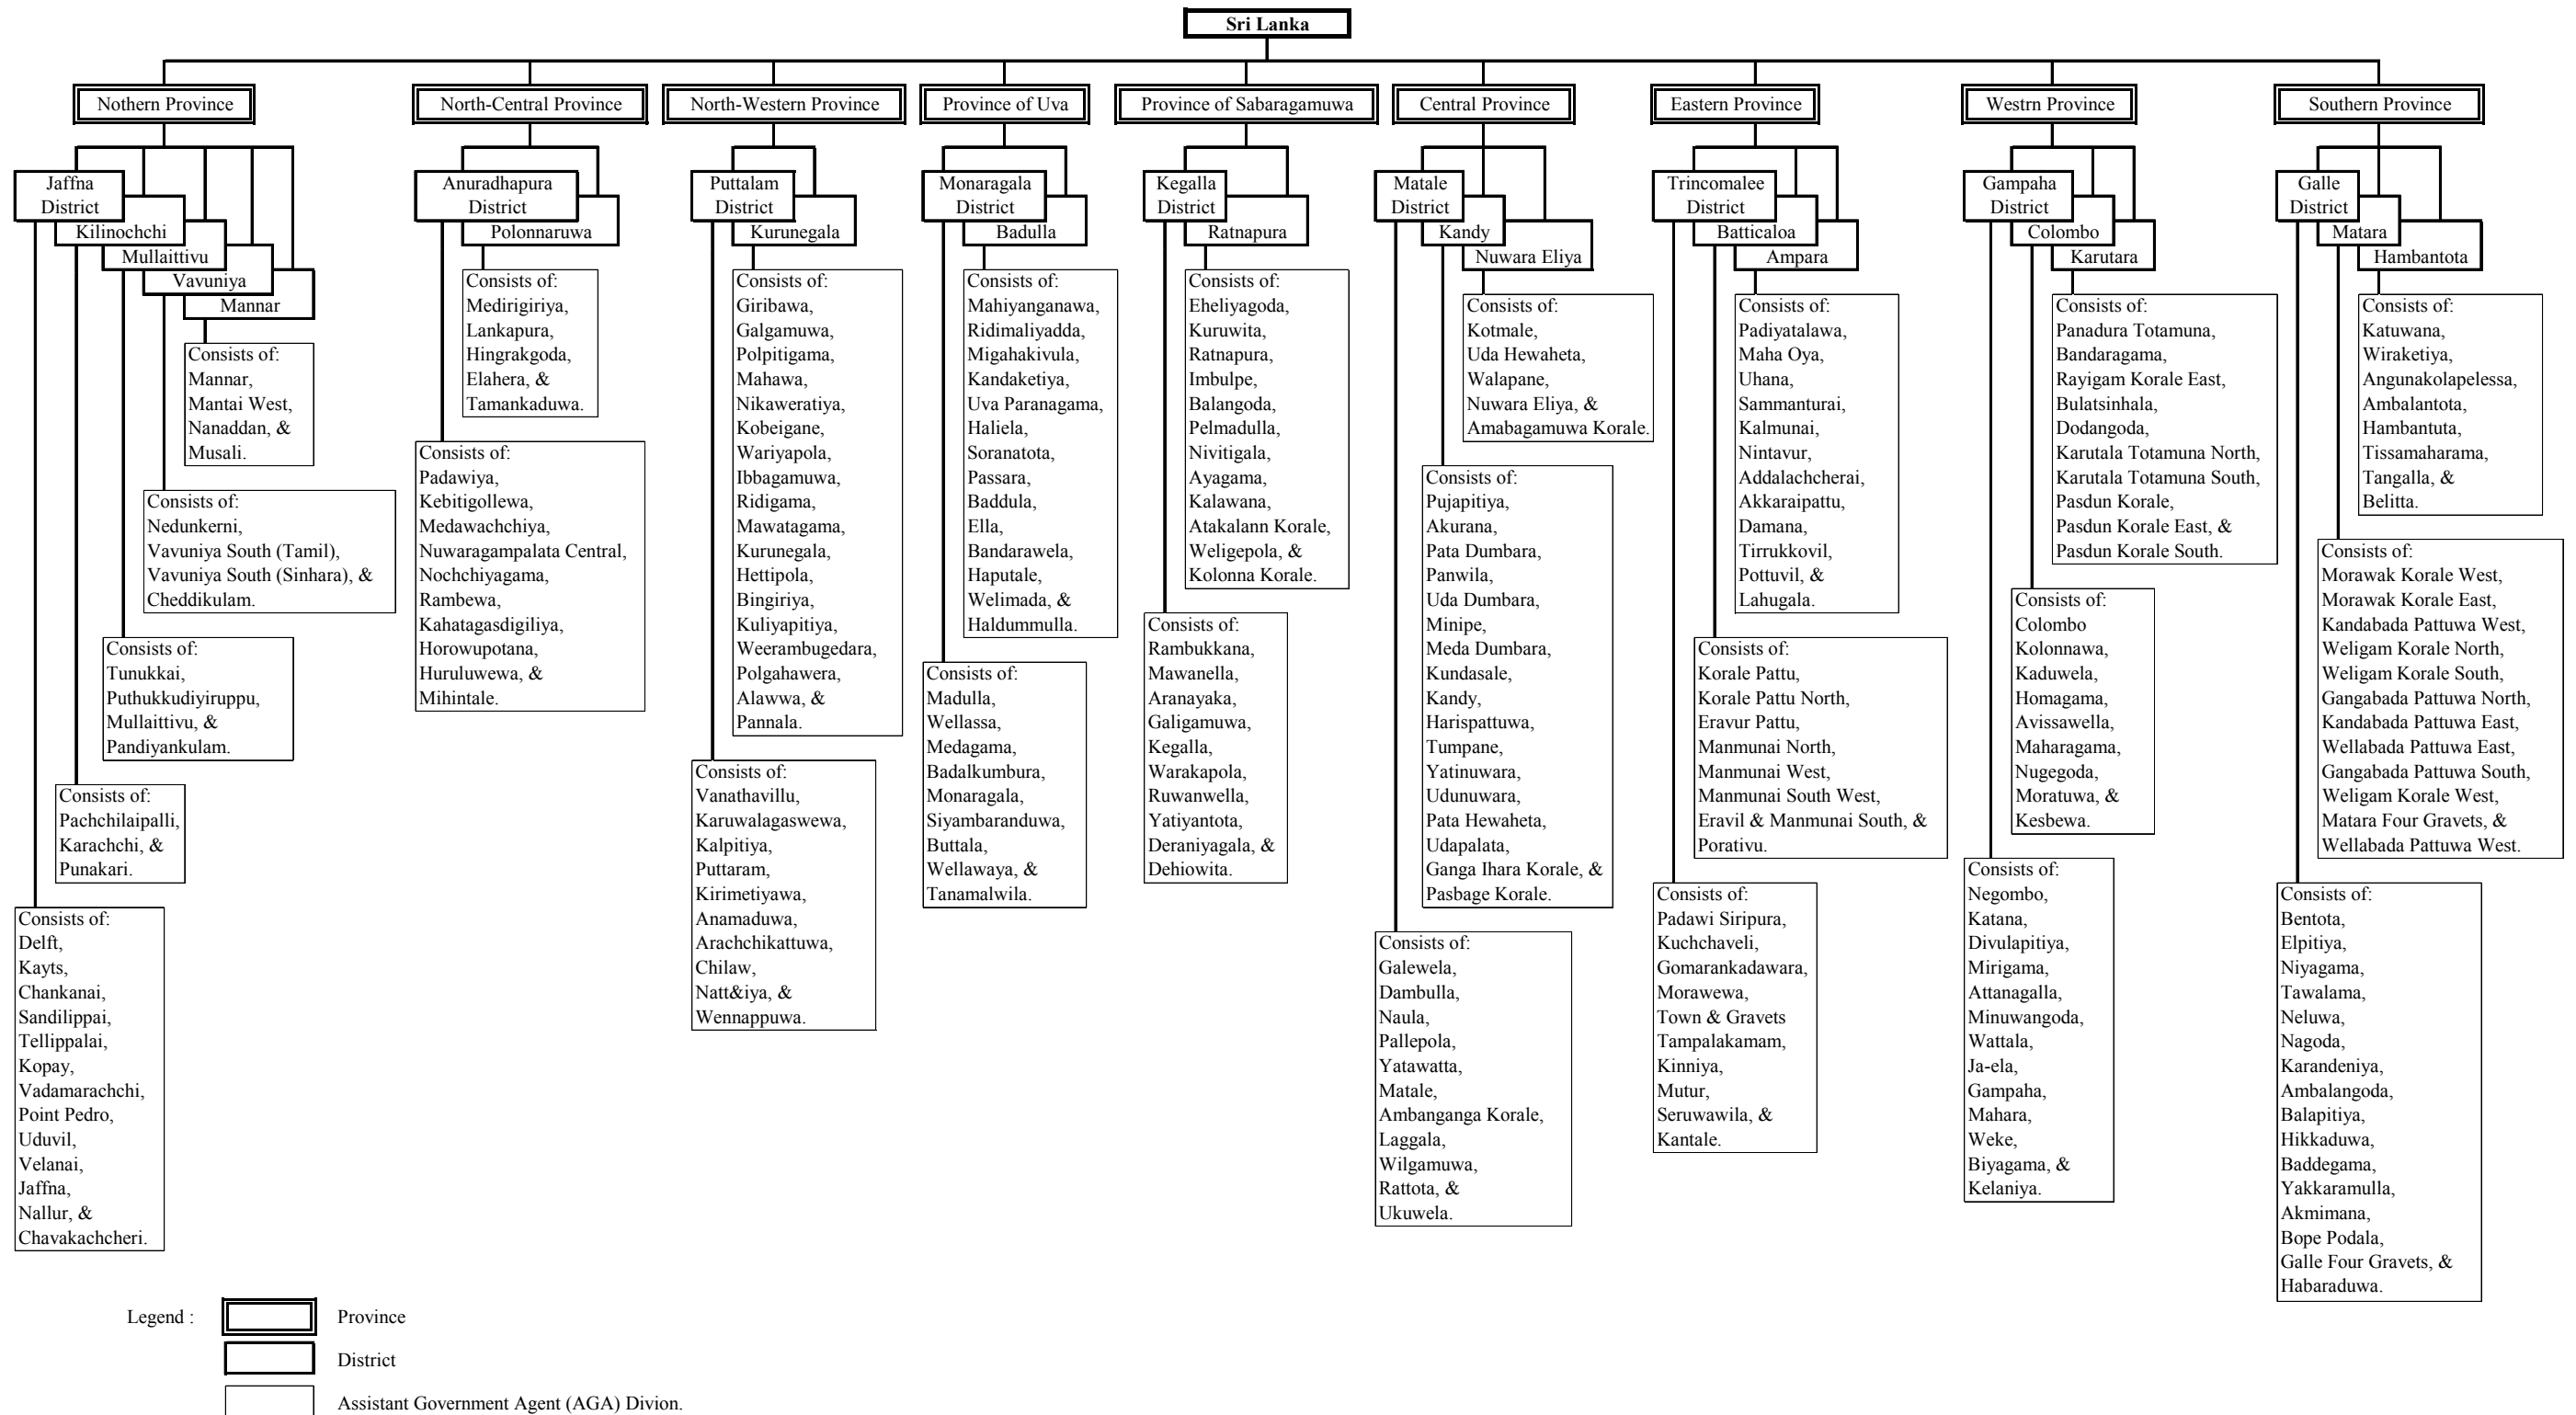 Sri Lanka
Nothern Province
North-Central Province
North-Western Province
Province of Uva
Province of Sabaragamuwa
Central Province
Eastern Province
Westrn Province
Southern Province
Jaffna
District
Kilinochchi
Mullaittivu
Vavuniya
Mannar
Consists of:
Mannar,
Mantai West,
Nanaddan, &
Musali.
Consists of:
Nedunkerni,
Vavuniya South (Tamil),
Vavuniya South (Sinhara), &
Cheddikulam.
Consists of:
Tunukkai,
Puthukkudiyiruppu,
Mullaittivu, &
Pandiyankulam.
Consists of:
Pachchilaipalli,
Karachchi, &
Punakari.
Consists of:
Delft,
Kayts,
Chankanai,
Sandilippai,
Tellippalai,
Kopay,
Vadamarachchi,
Point Pedro,
Uduvil,
Velanai,
Jaffna,
Nallur, &
Chavakachcheri.
Anuradhapura
District
Polonnaruwa
Consists of:
Medirigiriya,
Lankapura,
Hingrakgoda,
Elahera, &
Tamankaduwa.
Consists of:
Padawiya,
Kebitigollewa,
Medawachchiya,
Nuwaragampalata Central,
Nochchiyagama,
Rambewa,
Kahatagasdigiliya,
Horowupotana,
Huruluwewa, &
Mihintale.
Puttalam
District
Kurunegala
Consists of:
Giribawa,
Galgamuwa,
Polpitigama,
Mahawa,
Nikaweratiya,
Kobeigane,
Wariyapola,
Ibbagamuwa,
Ridigama,
Mawatagama,
Kurunegala,
Hettipola,
Bingiriya,
Kuliyapitiya,
Weerambugedara,
Polgahawera,
Alawwa, &
Pannala.
Consists of:
Vanathavillu,
Karuwalagaswewa,
Kalpitiya,
Puttaram,
Kirimetiyawa,
Anamaduwa,
Arachchikattuwa,
Chilaw,
Natt&iya, &
Wennappuwa.
Monaragala
District
Badulla
Consists of:
Mahiyanganawa,
Ridimaliyadda,
Migahakivula,
Kandaketiya,
Uva Paranagama,
Haliela,
Soranatota,
Passara,
Baddula,
Ella,
Bandarawela,
Haputale,
Welimada, &
Haldummulla.
Consists of:
Madulla,
Wellassa,
Medagama,
Badalkumbura,
Monaragala,
Siyambaranduwa,
Buttala,
Wellawaya, &
Tanamalwila.
Kegalla
District
Ratnapura
Consists of:
Eheliyagoda,
Kuruwita,
Ratnapura,
Imbulpe,
Balangoda,
Pelmadulla,
Nivitigala,
Ayagama,
Kalawana,
Atakalann Korale,
Weligepola, &
Kolonna Korale.
Consists of:
Rambukkana,
Mawanella,
Aranayaka,
Galigamuwa,
Kegalla,
Warakapola,
Ruwanwella,
Yatiyantota,
Deraniyagala, &
Dehiowita.
Matale
District
Kandy
Nuwara Eliya
Consists of:
Kotmale,
Uda Hewaheta,
Walapane,
Nuwara Eliya, &
Amabagamuwa Korale.
Consists of:
Pujapitiya,
Akurana,
Pata Dumbara,
Panwila,
Uda Dumbara,
Minipe,
Meda Dumbara,
Kundasale,
Kandy,
Harispattuwa,
Tumpane,
Yatinuwara,
Udunuwara,
Pata Hewaheta,
Udapalata,
Ganga Ihara Korale, &
Pasbage Korale.
Consists of:
Galewela,
Dambulla,
Naula,
Pallepola,
Yatawatta,
Matale,
Ambanganga Korale,
Laggala,
Wilgamuwa,
Rattota, &
Ukuwela.
Trincomalee
District
Batticaloa
Ampara
Consists of:
Padiyatalawa,
Maha Oya,
Uhana,
Sammanturai,
Kalmunai,
Nintavur,
Addalachcherai,
Akkaraipattu,
Damana,
Tirrukkovil,
Pottuvil, &
Lahugala.
Consists of:
Korale Pattu,
Korale Pattu North,
Eravur Pattu,
Manmunai North,
Manmunai West,
Manmunai South West,
Eravil & Manmunai South, &
Porativu.
Consists of:
Padawi Siripura,
Kuchchaveli,
Gomarankadawara,
Morawewa,
Town & Gravets
Tampalakamam,
Kinniya,
Mutur,
Seruwawila, &
Kantale.
Gampaha
District
Colombo
Karutara
Consists of:
Panadura Totamuna,
Bandaragama,
Rayigam Korale East,
Bulatsinhala,
Dodangoda,
Karutala Totamuna North,
Karutala Totamuna South,
Pasdun Korale,
Pasdun Korale East, &
Pasdun Korale South.
Consists of:
Colombo
Kolonnawa,
Kaduwela,
Homagama,
Avissawella,
Maharagama,
Nugegoda,
Moratuwa, &
Kesbewa.
Consists of:
Negombo,
Katana,
Divulapitiya,
Mirigama,
Attanagalla,
Minuwangoda,
Wattala,
Ja-ela,
Gampaha,
Mahara,
Weke,
Biyagama, &
Kelaniya.
Galle
District
Matara
Hambantota
Consists of:
Katuwana,
Wiraketiya,
Angunakolapelessa,
Ambalantota,
Hambantuta,
Tissamaharama,
Tangalla, &
Belitta.
Consists of:
Morawak Korale West,
Morawak Korale East,
Kandabada Pattuwa West,
Weligam Korale North,
Weligam Korale South,
Gangabada Pattuwa North,
Kandabada Pattuwa East,
Wellabada Pattuwa East,
Gangabada Pattuwa South,
Weligam Korale West,
Matara Four Gravets, &
Wellabada Pattuwa West.
Consists of:
Bentota,
Elpitiya,
Niyagama,
Tawalama,
Neluwa,
Nagoda,
Karandeniya,
Ambalangoda,
Balapitiya,
Hikkaduwa,
Baddegama,
Yakkaramulla,
Akmimana,
Bope Podala,
Galle Four Gravets, &
Habaraduwa.
Legend :
Province
District
Assistant Government Agent (AGA) Divion.